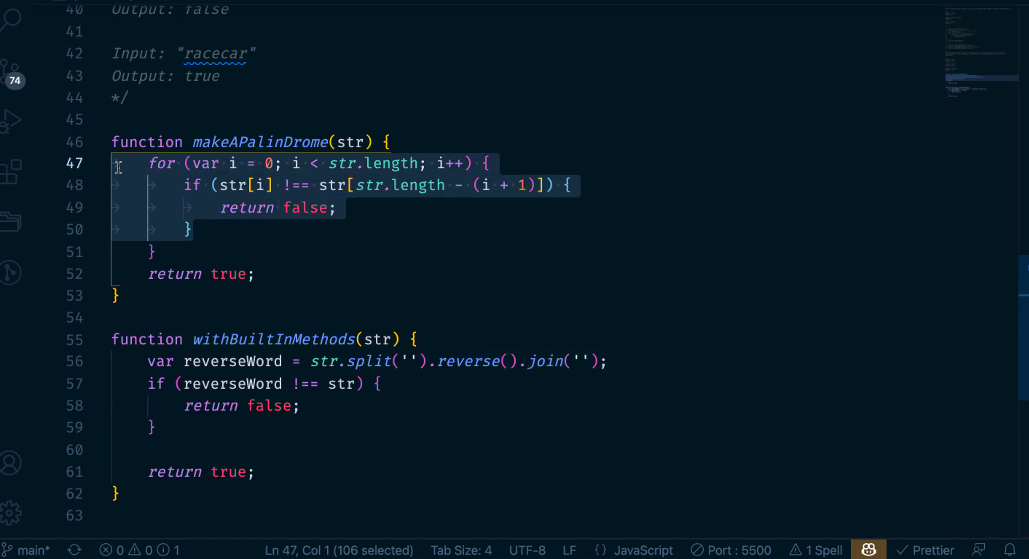 40 Output: false
41
42 Input: "racecar"
43 Output: true
44 */
45
46 function makeAPalinDrome(str) {
47 for (var i = 0; i < str.length; i++) {
48 if (str[i] !== str[str.length - (i + 1)]) {
49 return false;
50 }
51 }
52 return true;
53 }
54
55 function withBuiltInMethods(str) {
56 var reverseWord = str.split('').reverse().join('');
57 if (reverseWord !== str) {
58 return false;
59 }
60
61 return true;
62 }
63
74
main* 0 0 1 Ln 47, Col 1 (106 selected) Tab Size: 4 UTF-8 LF {} JavaScript Port : 5500 1 Spell Prettier